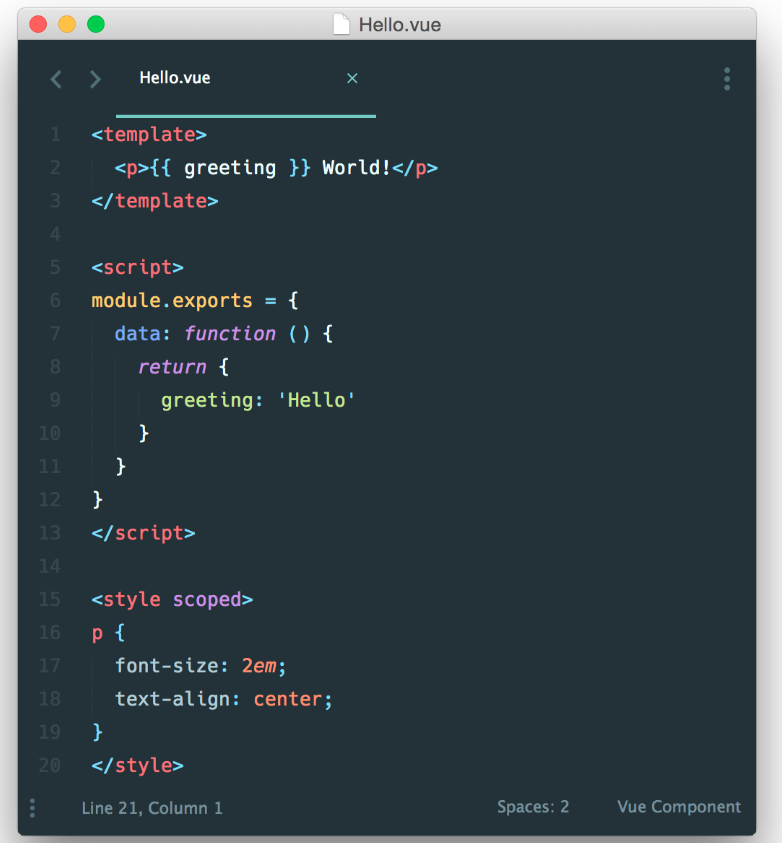 Hello.vue
Hello.vue ×
1 <template>
2   <p>{{ greeting }} World!</p>
3 </template>
4
5 <script>
6 module.exports = {
7   data: function () {
8     return {
9       greeting: 'Hello'
10     }
11   }
12 }
13 </script>
14
15 <style scoped>
16 p {
17   font-size: 2em;
18   text-align: center;
19 }
20 </style>
Line 21, Column 1 Spaces: 2 Vue Component